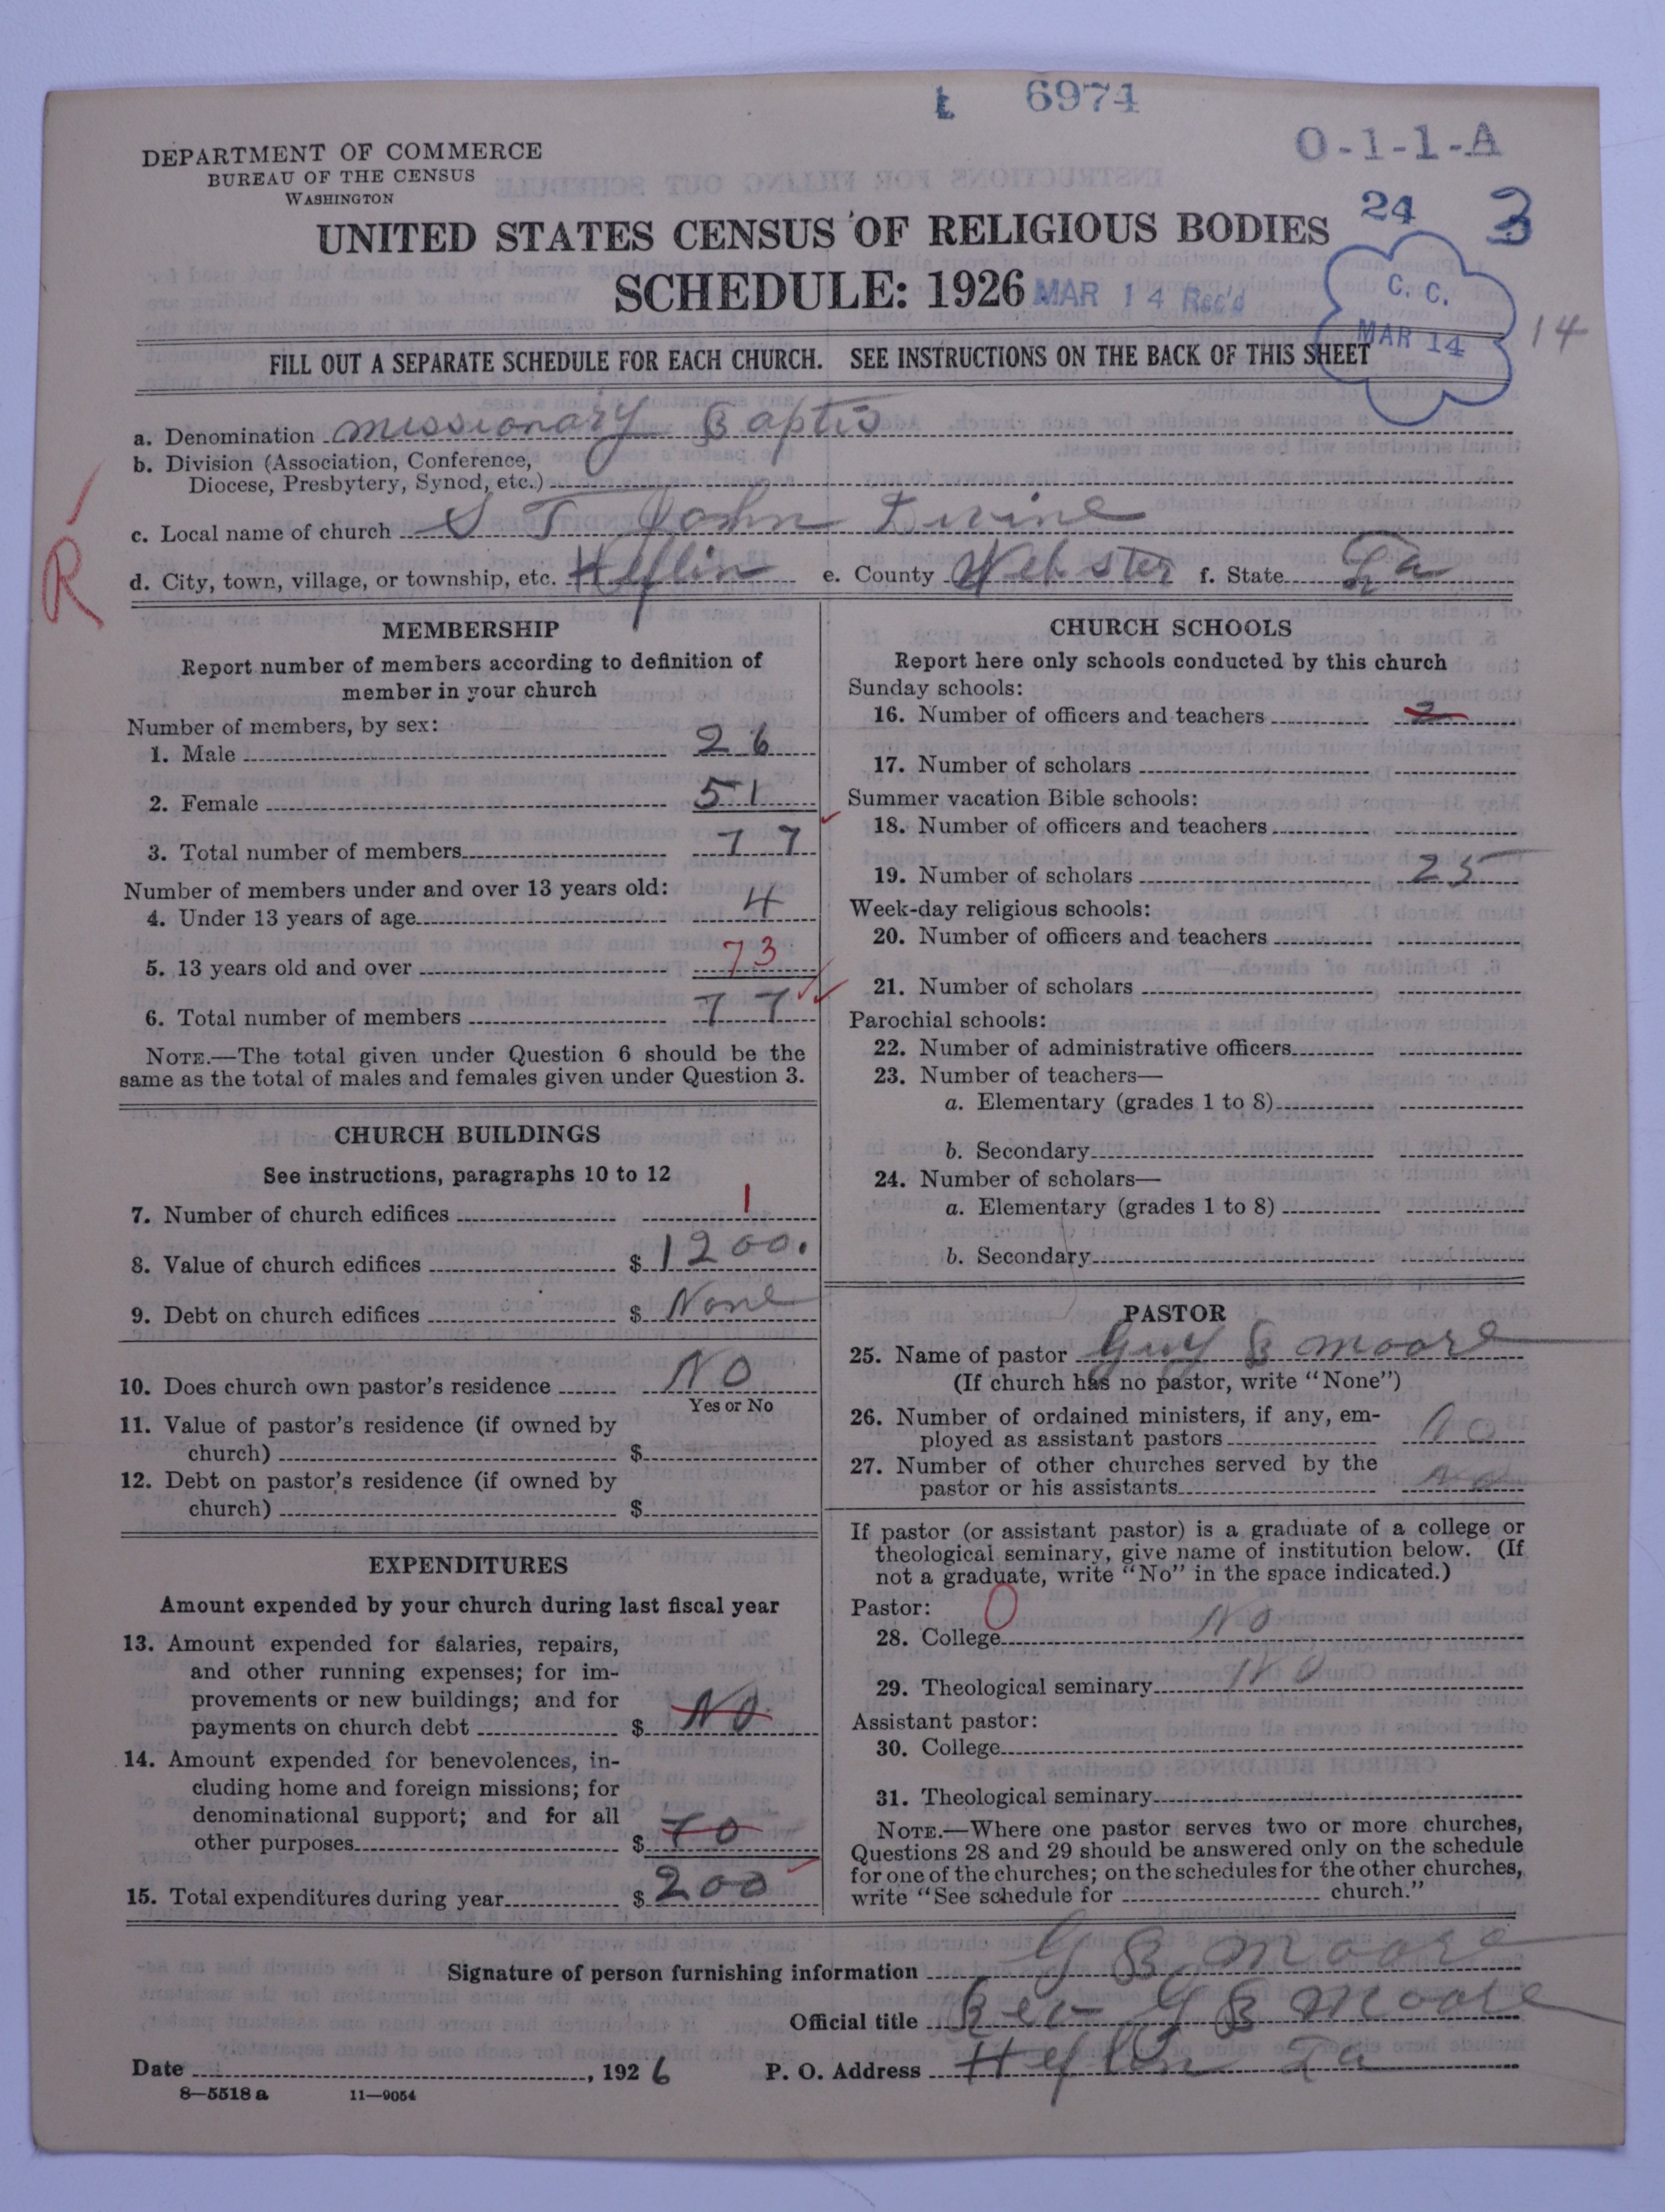 6974
O-1-1-A
DEPARTMENT OF COMMERCE
BUREAU OF THE CENSUS
WASHINGTON
24 3
UNITED STATES CENSUS OF RELIGIOUS BODIES
SCHEDULE: 1926 MAR 14 Rec'd
C. C.
MAR 14
14
FILL OUT A SEPARATE SCHEDULE FOR EACH CHURCH. SEE INSTRUCTIONS ON THE BACK OF THIS SHEET
a. Denomination missionary Baptis
b. Division (Association, Conference,
Diocese, Presbytery, Synod, etc.)
c. Local name of church ST John Divine
R
d. City, town, village, or township, etc. Heflin e. County Webster f. State La
MEMBERSHIP
Report number of members according to definition of
member in your church
Number of members, by sex:
1. Male 26
2. Female 51
3. Total number of members 77
Number of members under and over 13 years old:
4. Under 13 years of age 4
5. 13 years old and over 73
6. Total number of members 77
NOTE.—The total given under Question 6 should be the
same as the total of males and females given under Question 3.
CHURCH BUILDINGS
See instructions, paragraphs 10 to 12
7. Number of church edifices 1
8. Value of church edifices $ 1200.
9. Debt on church edifices $ None
10. Does church own pastor's residence NO
Yes or No
11. Value of pastor's residence (if owned by
church) $
12. Debt on pastor's residence (if owned by
church) $
EXPENDITURES
Amount expended by your church during last fiscal year
13. Amount expended for salaries, repairs,
and other running expenses; for im-
provements or new buildings; and for
payments on church debt $ NO
14. Amount expended for benevolences, in-
cluding home and foreign missions; for
denominational support; and for all
other purposes $ 70
15. Total expenditures during year $ 200
CHURCH SCHOOLS
Report here only schools conducted by this church
Sunday schools:
16. Number of officers and teachers 2
17. Number of scholars
Summer vacation Bible schools:
18. Number of officers and teachers
19. Number of scholars 25
Week-day religious schools:
20. Number of officers and teachers
21. Number of scholars
Parochial schools:
22. Number of administrative officers
23. Number of teachers—
a. Elementary (grades 1 to 8)
b. Secondary
24. Number of scholars—
a. Elementary (grades 1 to 8)
b. Secondary
PASTOR
25. Name of pastor Guy B moore
(If church has no pastor, write "None")
26. Number of ordained ministers, if any, em-
ployed as assistant pastors No
27. Number of other churches served by the
pastor or his assistants No
If pastor (or assistant pastor) is a graduate of a college or
theological seminary, give name of institution below. (If
not a graduate, write "No" in the space indicated.)
Pastor: 0
28. College NO
29. Theological seminary NO
Assistant pastor:
30. College
31. Theological seminary
NOTE.—Where one pastor serves two or more churches,
Questions 28 and 29 should be answered only on the schedule
for one of the churches; on the schedules for the other churches,
write "See schedule for church."
Signature of person furnishing information G B Moore
Official title Rev G B Moore
Date , 1926 P. O. Address Heflin La
8—5518 a 11—9054